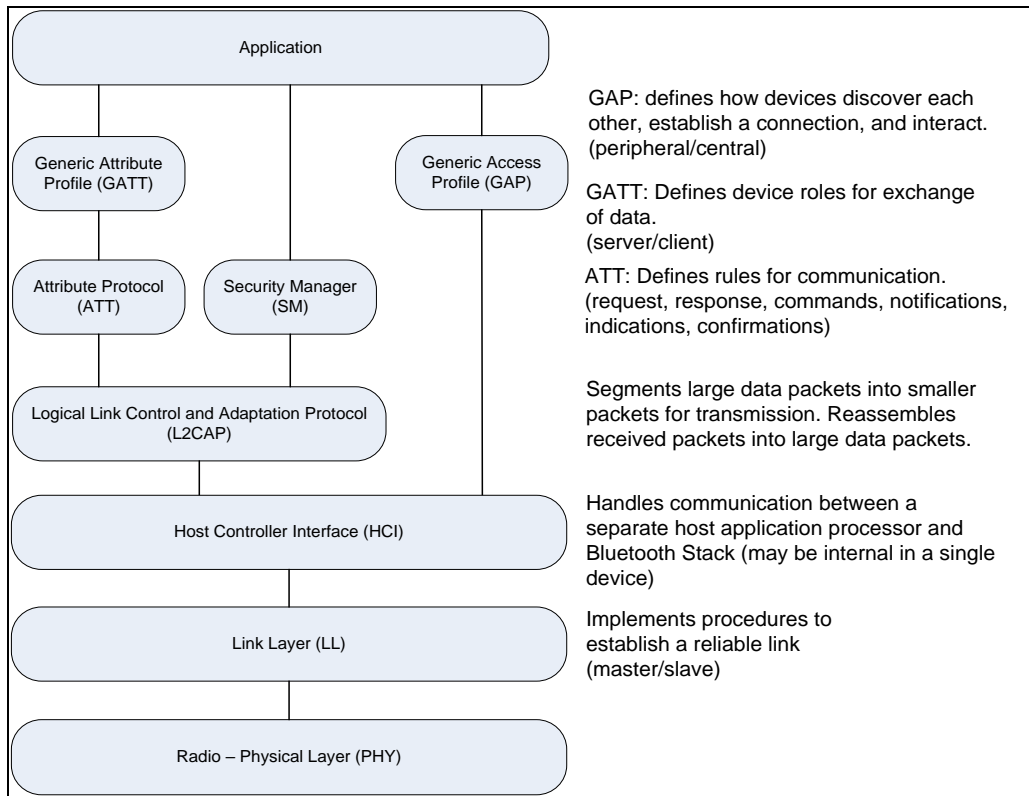 Application
Generic Attribute
Profile (GATT)
Generic Access
Profile (GAP)
GAP: defines how devices discover each
other, establish a connection, and interact.
(peripheral/central)
GATT: Defines device roles for exchange
of data.
(server/client)
Attribute Protocol
(ATT)
Security Manager
(SM)
ATT: Defines rules for communication.
(request, response, commands, notifications,
indications, confirmations)
Logical Link Control and Adaptation Protocol
(L2CAP)
Segments large data packets into smaller
packets for transmission. Reassembles
received packets into large data packets.
Host Controller Interface (HCI)
Handles communication between a
separate host application processor and
Bluetooth Stack (may be internal in a single
device)
Link Layer (LL)
Implements procedures to
establish a reliable link
(master/slave)
Radio – Physical Layer (PHY)